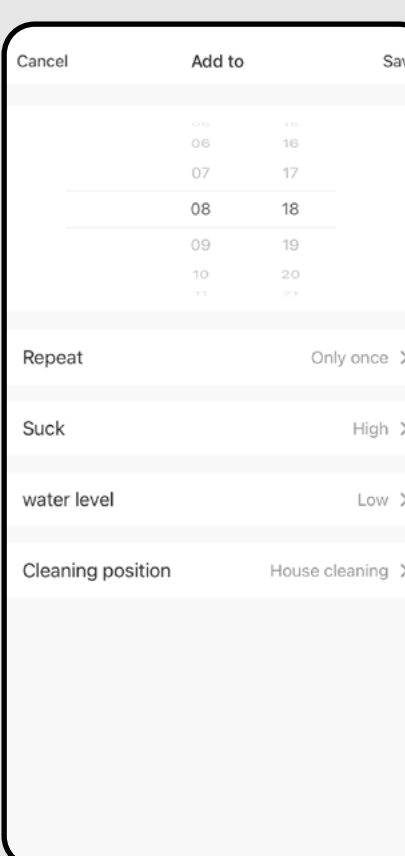 Cancel Add to Sav
06 16
07 17
08 18
09 19
10 20
Repeat Only once >
Suck High >
water level Low >
Cleaning position House cleaning >